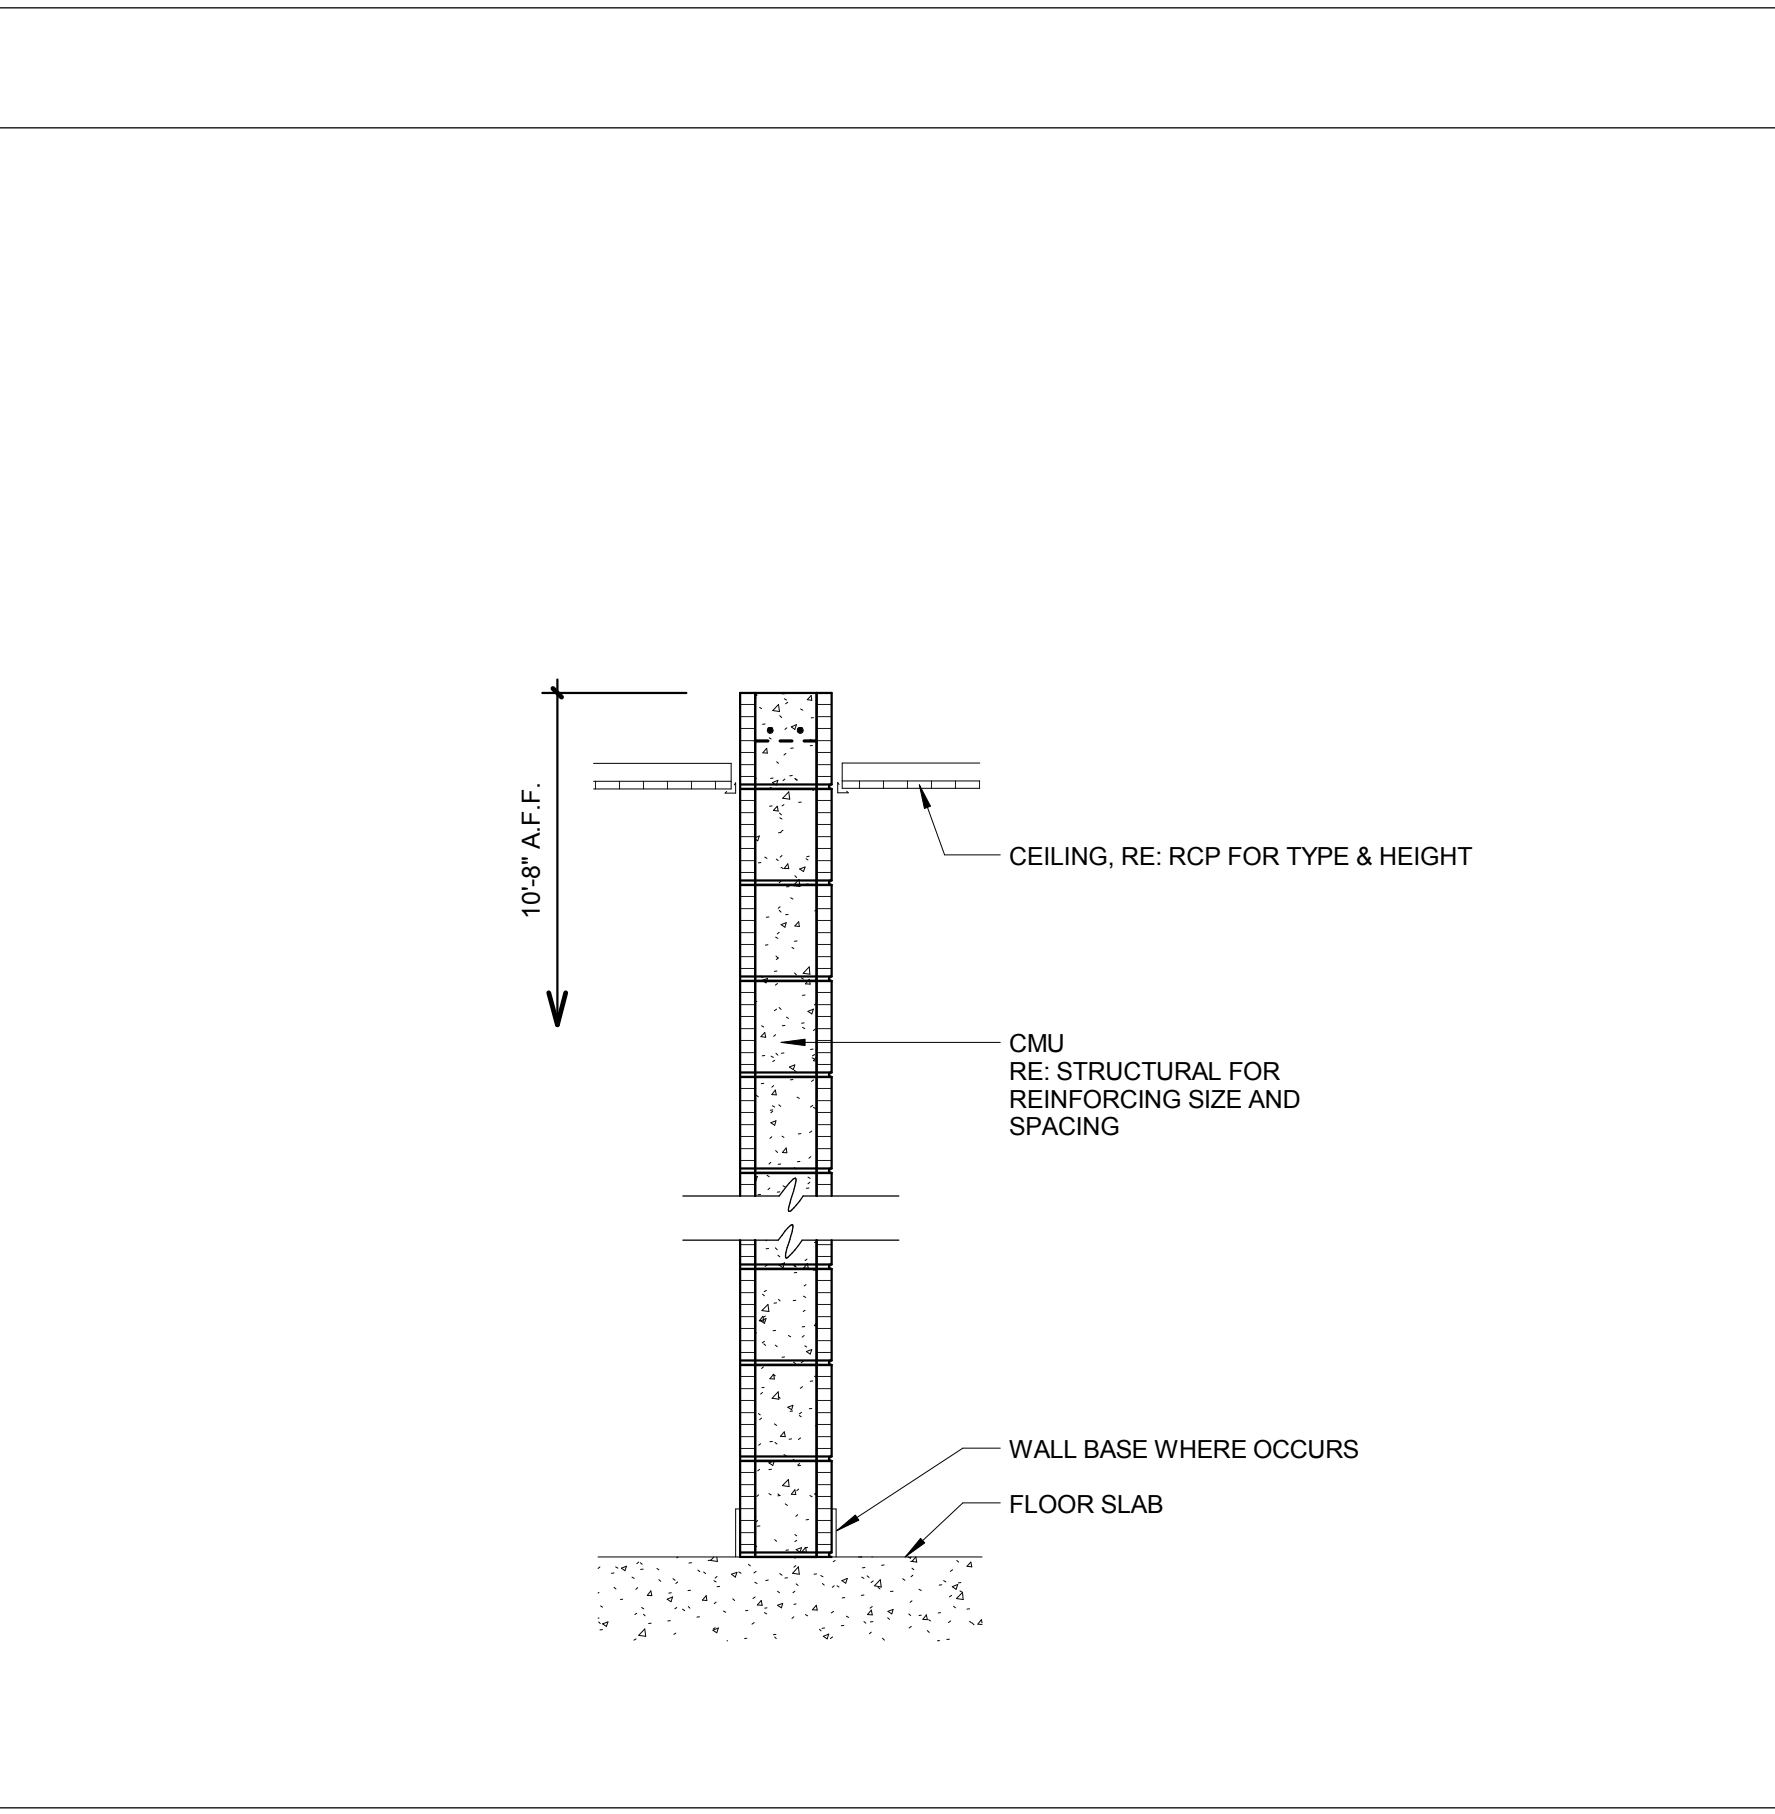 10'-8" A.F.F.
CEILING, RE: RCP FOR TYPE & HEIGHT
CMU
RE: STRUCTURAL FOR
REINFORCING SIZE AND
SPACING
WALL BASE WHERE OCCURS
FLOOR SLAB